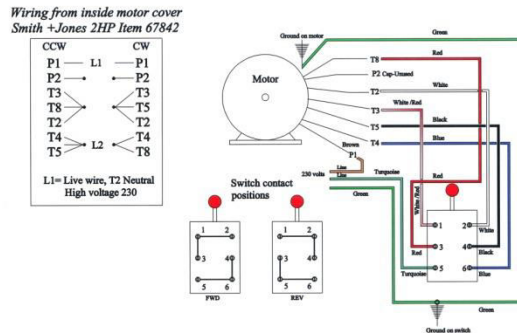 Wiring from inside motor cover
Smith +Jones 2HP Item 67842
CCW CW
P1 L1 P1
P2 P2
T3 T3
T8 T5
T2 T2
T4 T4
T5 L2 T8
L1= Live wire, T2 Neutral
High voltage 230
Ground on motor
Green
Motor
T8 Red
P2 Cap-Unused
T2 White
T3 White /Red
T5 Black
T4 Blue
Brown
P1
Line
230 volts
Line
Turquoise
Green
Red
White /Red
Switch contact
positions
1 2
3 4
5 6
FWD
1 2
3 4
5 6
REV
1 2
White
3 4
Red
Black
5 6
Turquoise
Blue
Green
Ground on switch